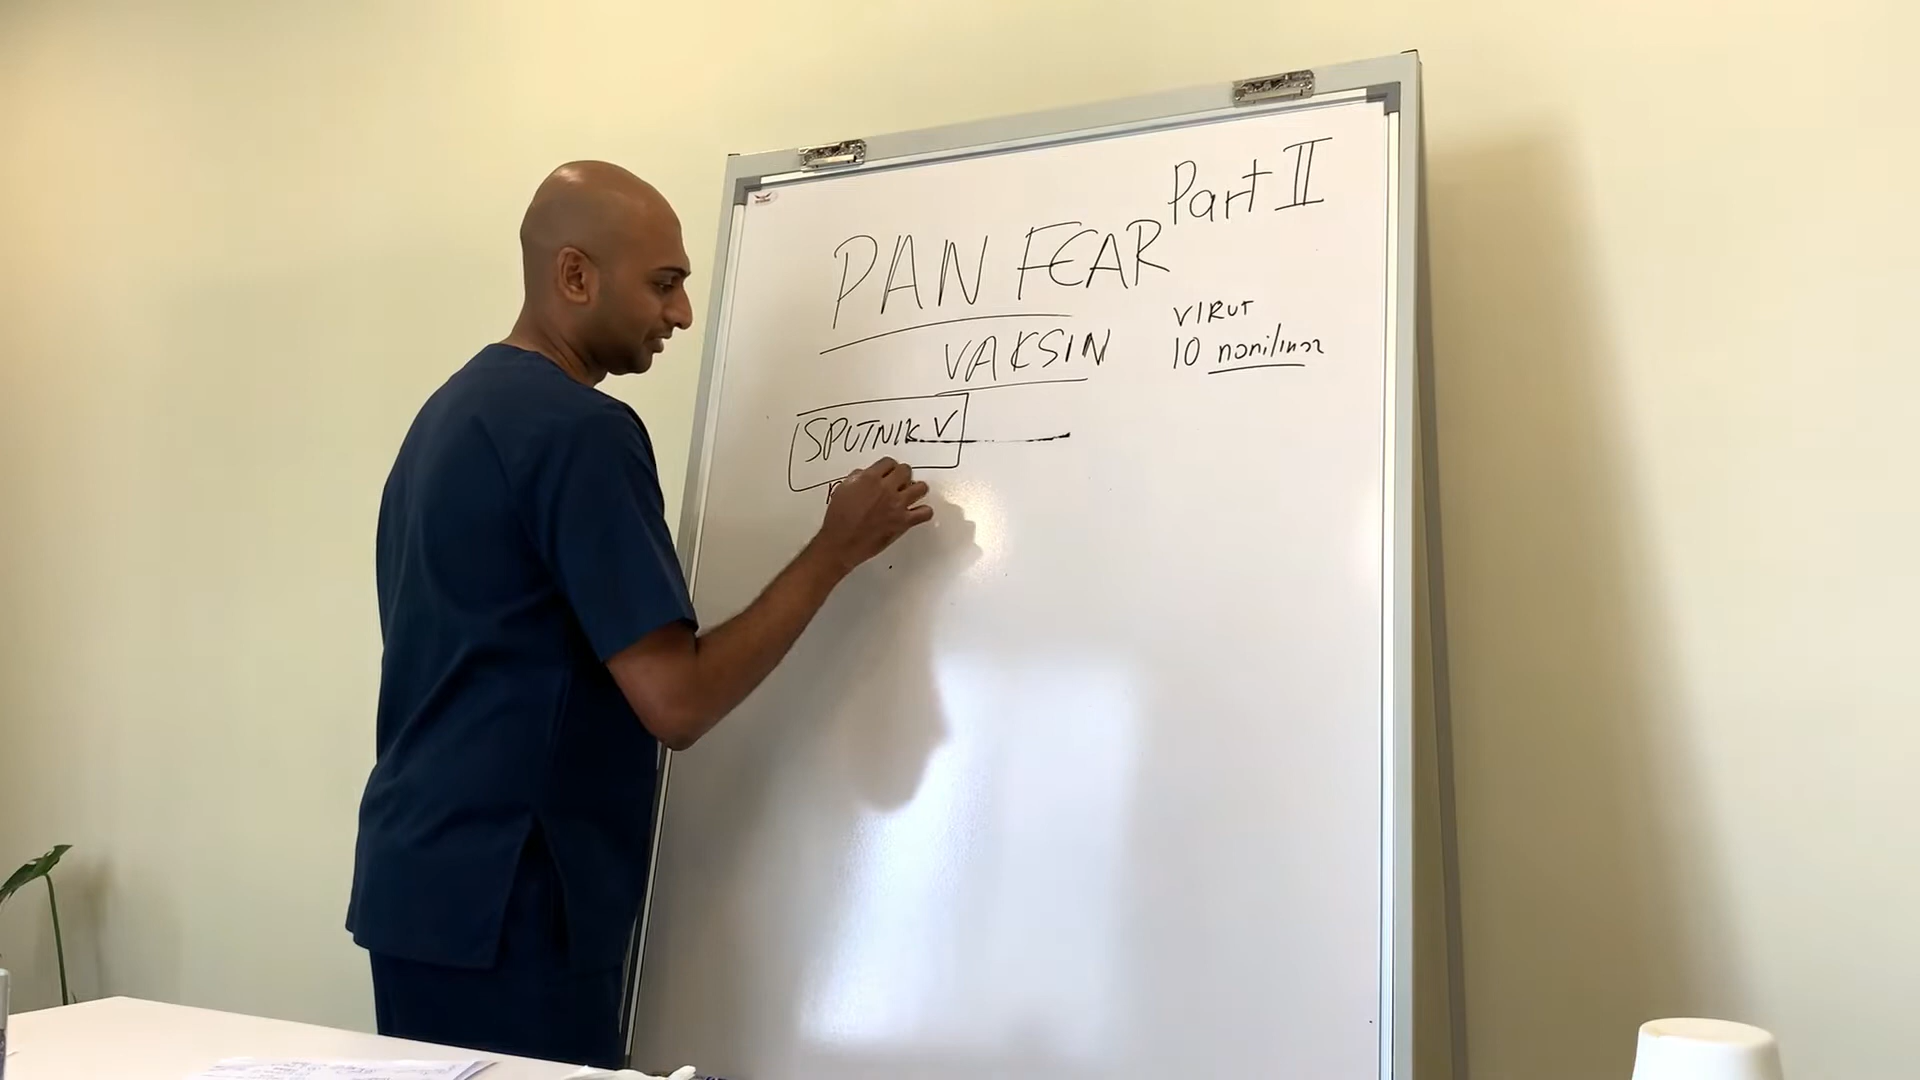 Part II
PAN FEAR
VAKSIN
VIRUT
10 nonilion
SPUTNIK V